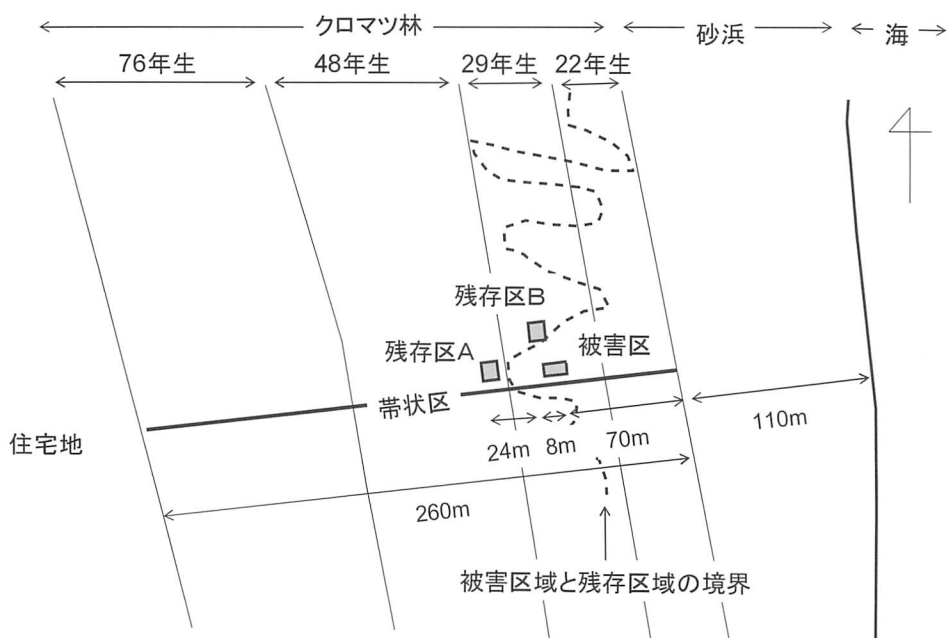 クロマツ林
砂浜
海
76年生
48年生
29年生
22年生
残存区B
残存区A
被害区
帯状区
住宅地
24m
8m
70m
110m
260m
被害区域と残存区域の境界